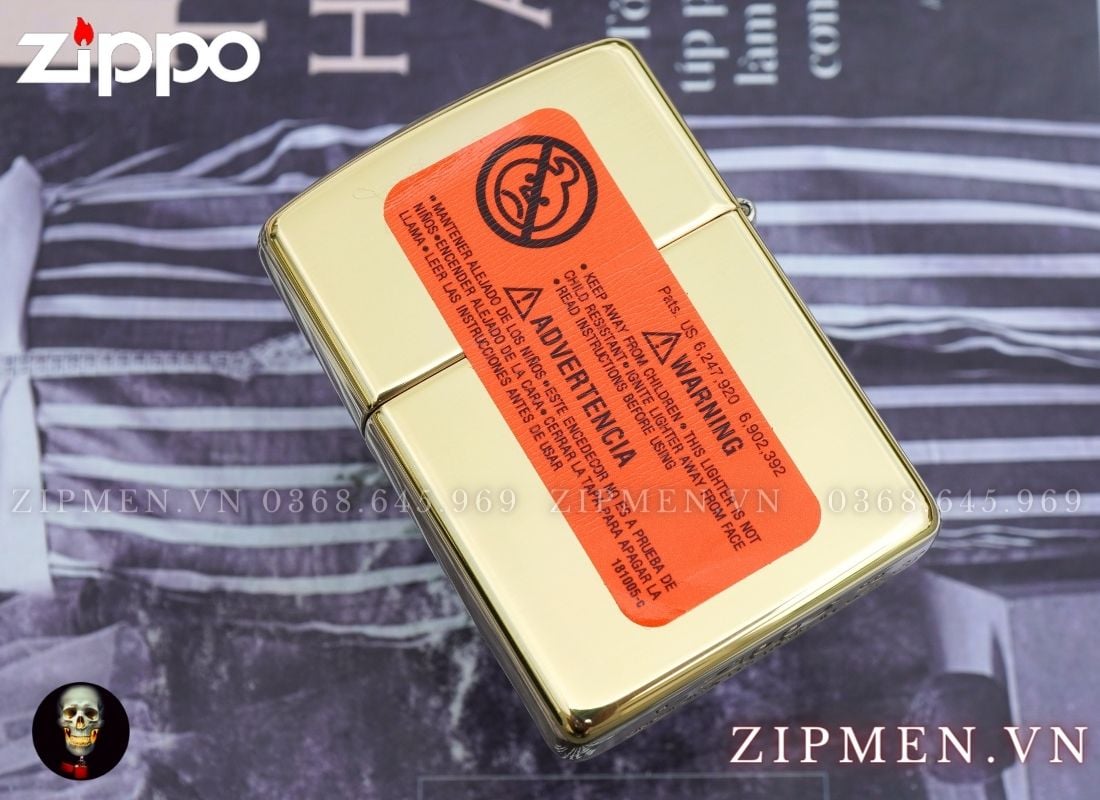 zippo
H
A
túp p
làm
con
Pats. US 6,247,920 6,902,392
⚠WARNING
• KEEP AWAY FROM CHILDREN • THIS LIGHTER IS NOT
CHILD RESISTANT • IGNITE LIGHTER AWAY FROM FACE
• READ INSTRUCTIONS BEFORE USING
⚠ADVERTENCIA
"MANTENER ALEJADO DE LOS NIÑOS • ESTE ENCEDEDOR NO ES A PRUEBA DE
NIÑOS • ENCENDER ALEJADO DE LA CARA • CERRAR LA TAPA PARA APAGAR LA
LLAMA • LEER LAS INSTRUCCIONES ANTES DE USAR
181005-C
ZIPMEN.VN 0368.645.969 ZIPMEN.VN 0368.645.969
ZIPMEN.VN